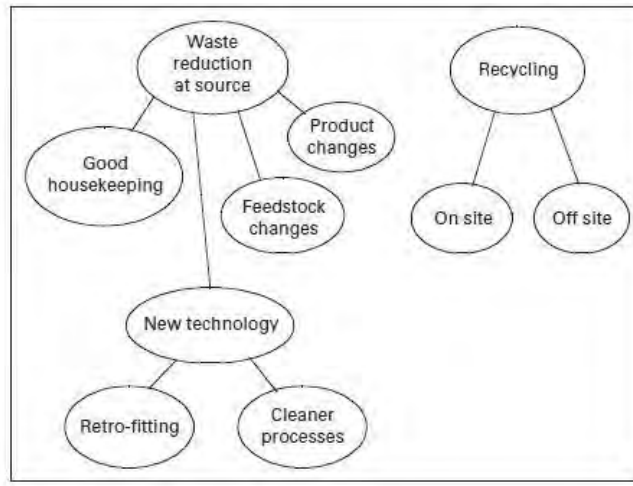 Waste
reduction
at source
Recycling
Product
changes
Good
housekeeping
Feedstock
changes
On site
Off site
New technology
Retro-fitting
Cleaner
processes